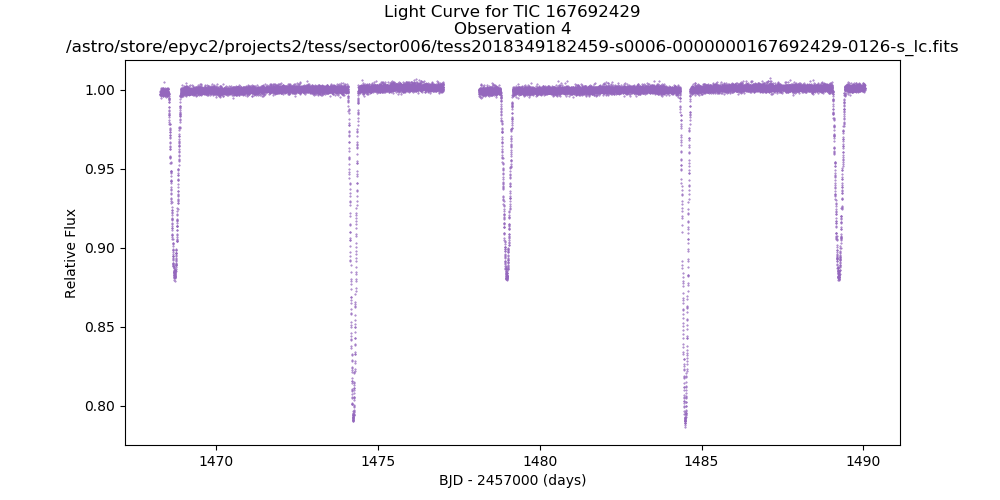 Light Curve for TIC 167692429
Observation 4
/astro/store/epyc2/projects2/tess/sector006/tess2018349182459-s0006-0000000167692429-0126-s_lc.fits
1.00
0.95
0.90
0.85
0.80
Relative Flux
1470 1475 1480 1485 1490
BJD - 2457000 (days)